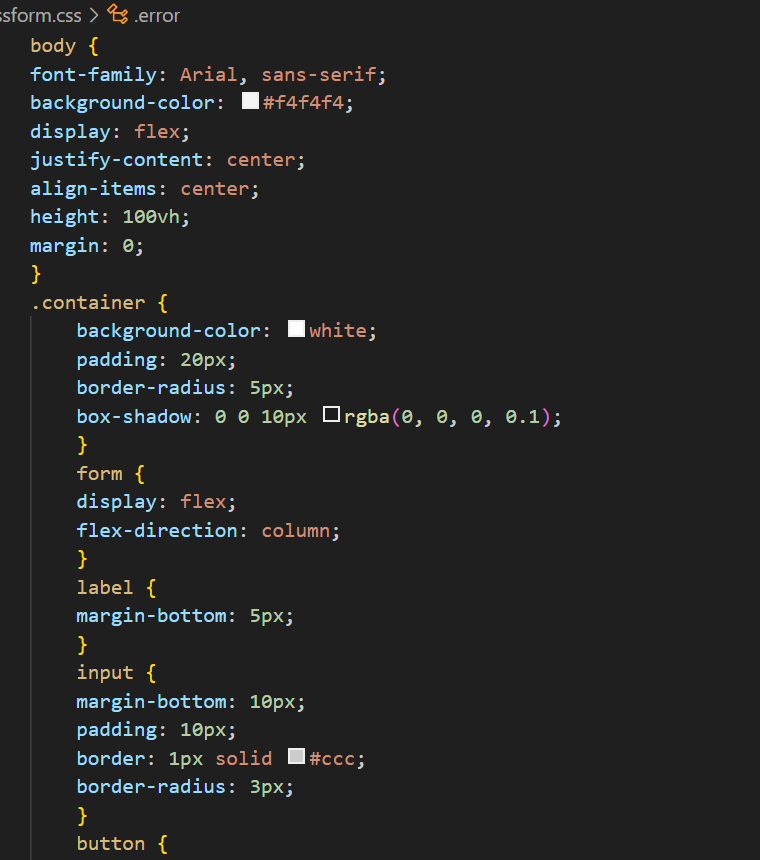 ssform.css > .error
body {
font-family: Arial, sans-serif;
background-color: #f4f4f4;
display: flex;
justify-content: center;
align-items: center;
height: 100vh;
margin: 0;
}
.container {
    background-color: white;
    padding: 20px;
    border-radius: 5px;
    box-shadow: 0 0 10px rgba(0, 0, 0, 0.1);
    }
    form {
    display: flex;
    flex-direction: column;
    }
    label {
    margin-bottom: 5px;
    }
    input {
    margin-bottom: 10px;
    padding: 10px;
    border: 1px solid #ccc;
    border-radius: 3px;
    }
    button {